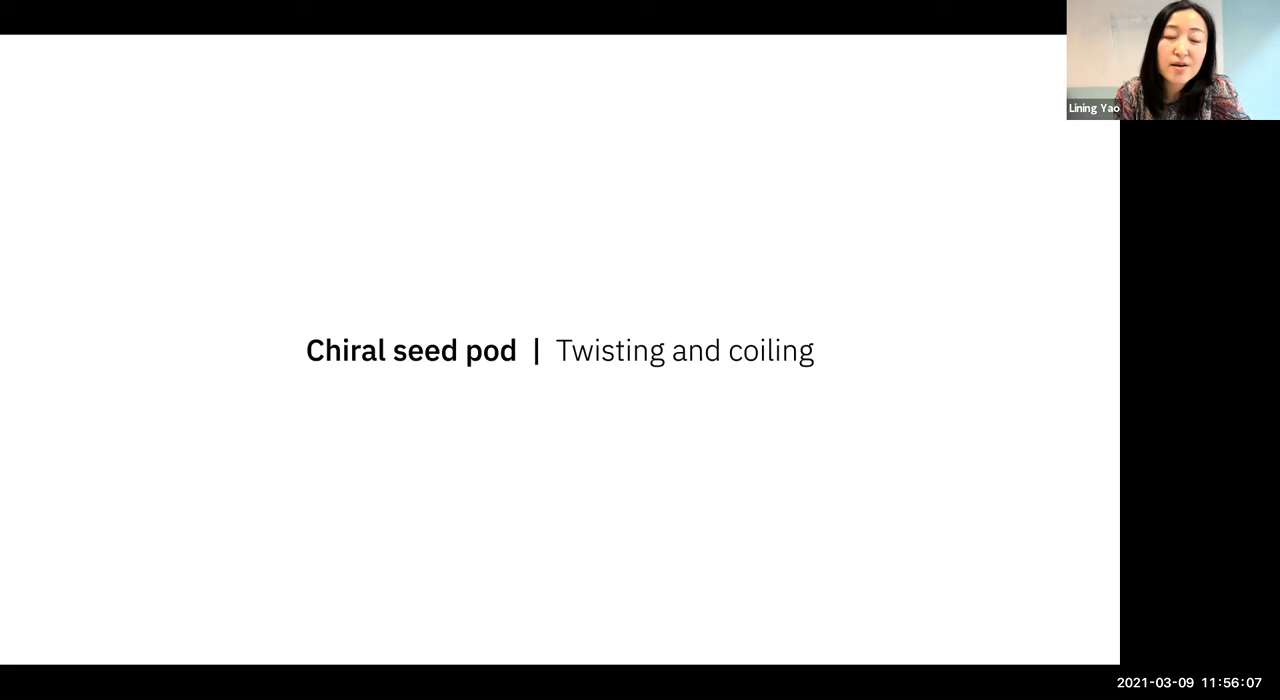 Lining Yao
Chiral seed pod | Twisting and coiling
2021-03-09 11:56:07